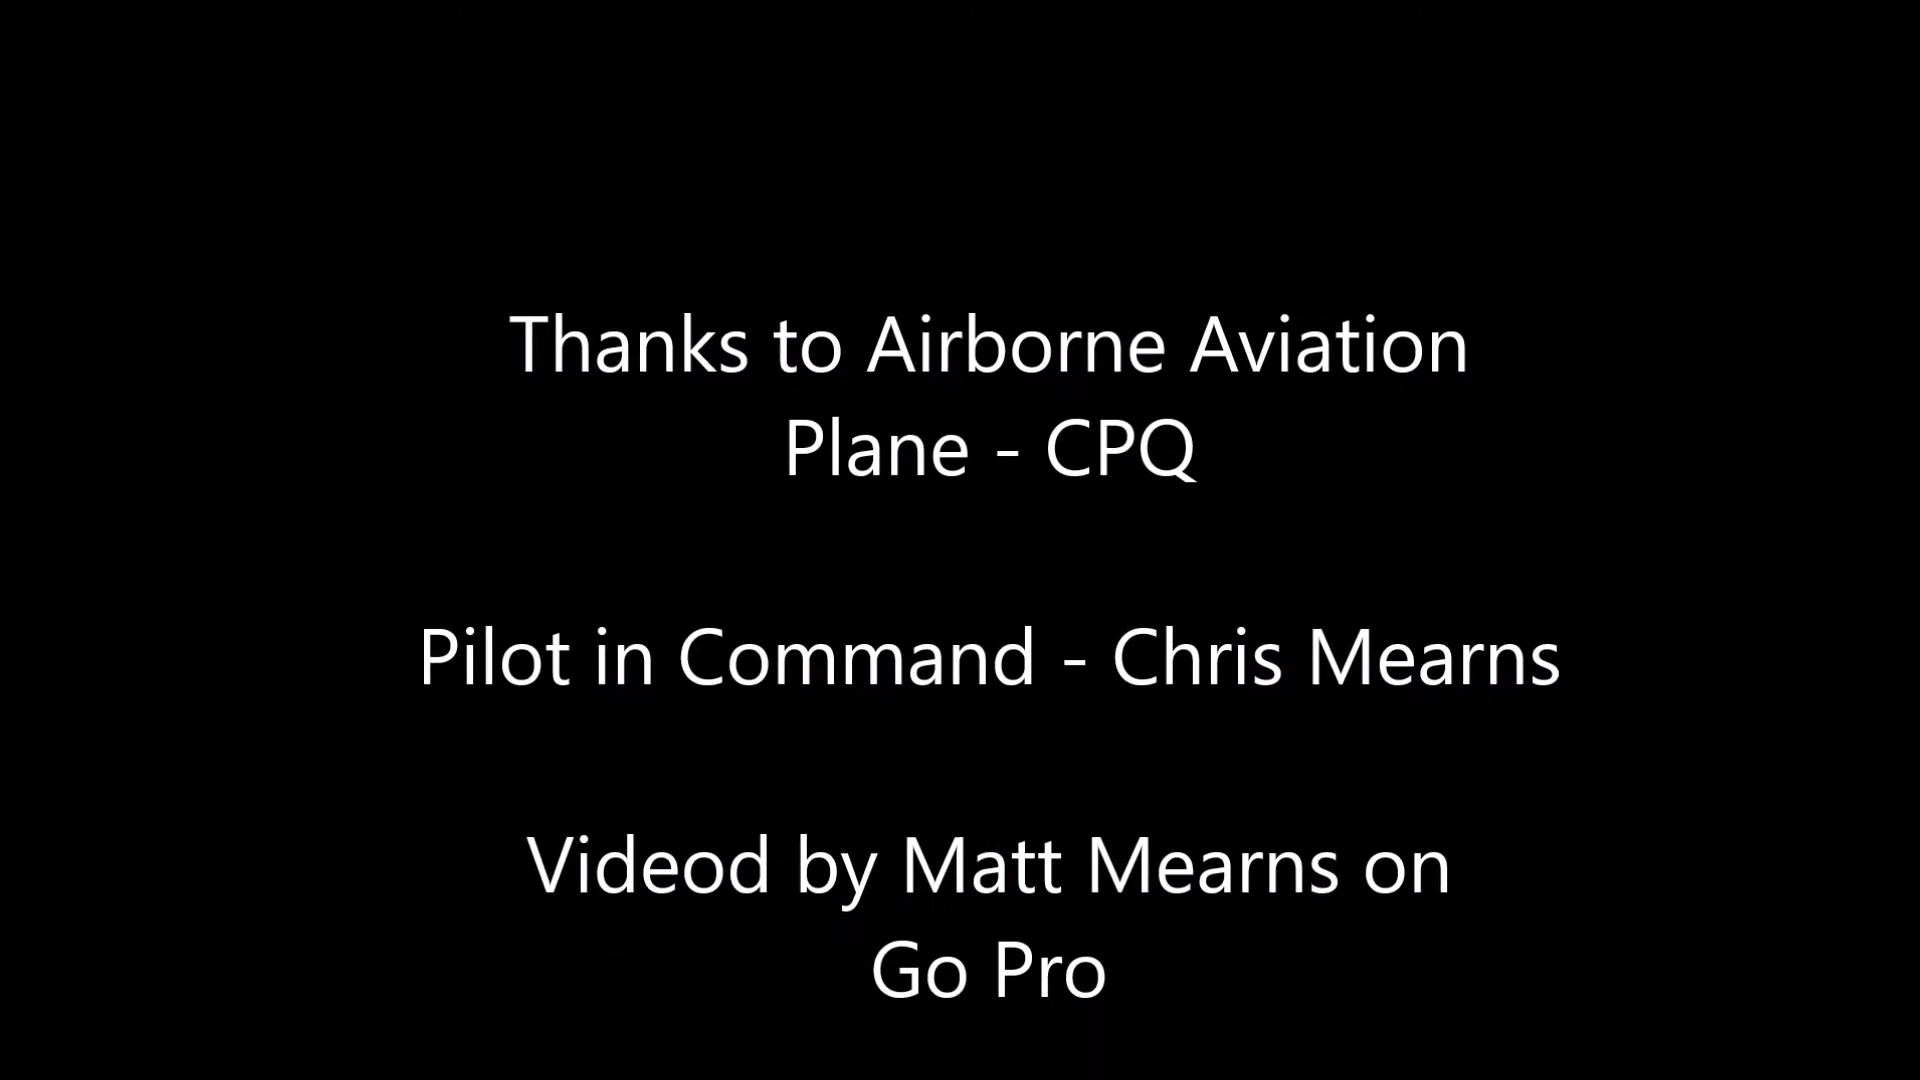 Thanks to Airborne Aviation
Plane - CPQ
Pilot in Command - Chris Mearns
Videod by Matt Mearns on
Go Pro